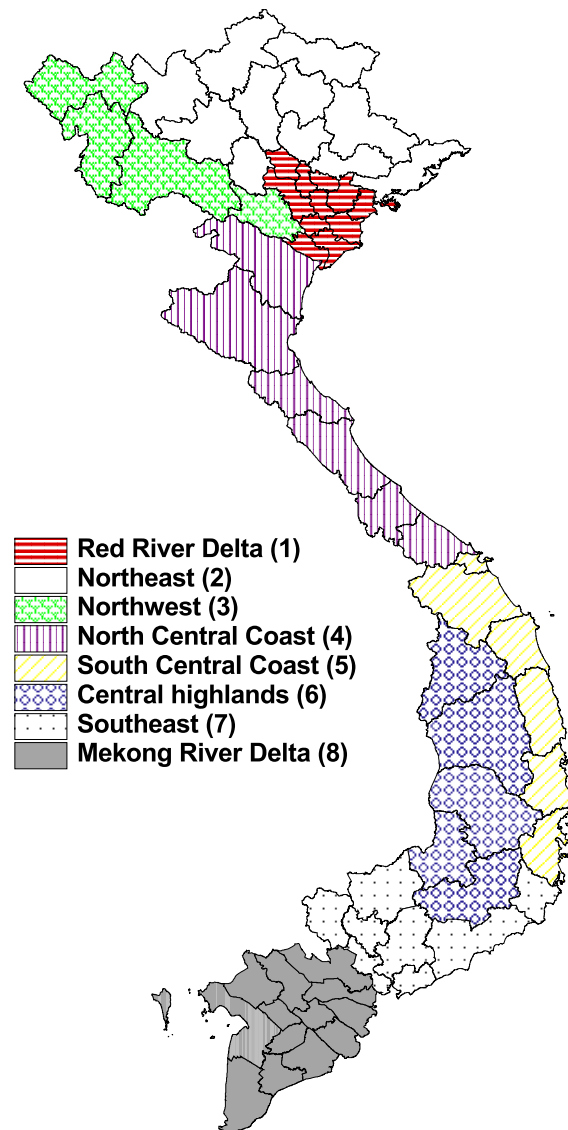 Red River Delta (1)
Northeast (2)
Northwest (3)
North Central Coast (4)
South Central Coast (5)
Central highlands (6)
Southeast (7)
Mekong River Delta (8)